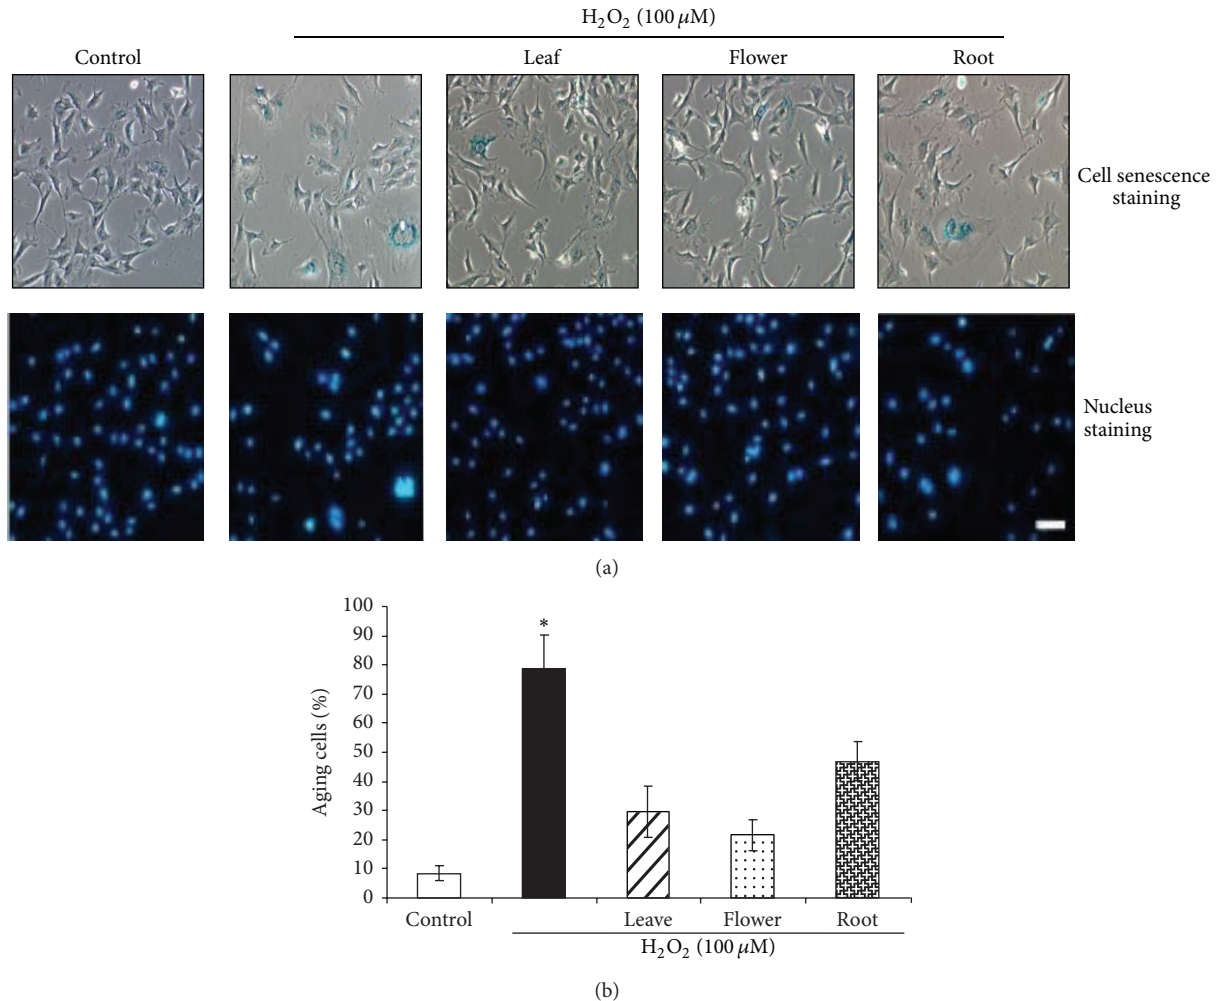 H₂O₂ (100 μM)
Control Leaf Flower Root
Cell senescence
staining
Nucleus
staining
(a)
100
90
80
70
60
50
40
30
20
10
0
Aging cells (%)
*
Control Leave Flower Root
H₂O₂ (100 μM)
(b)